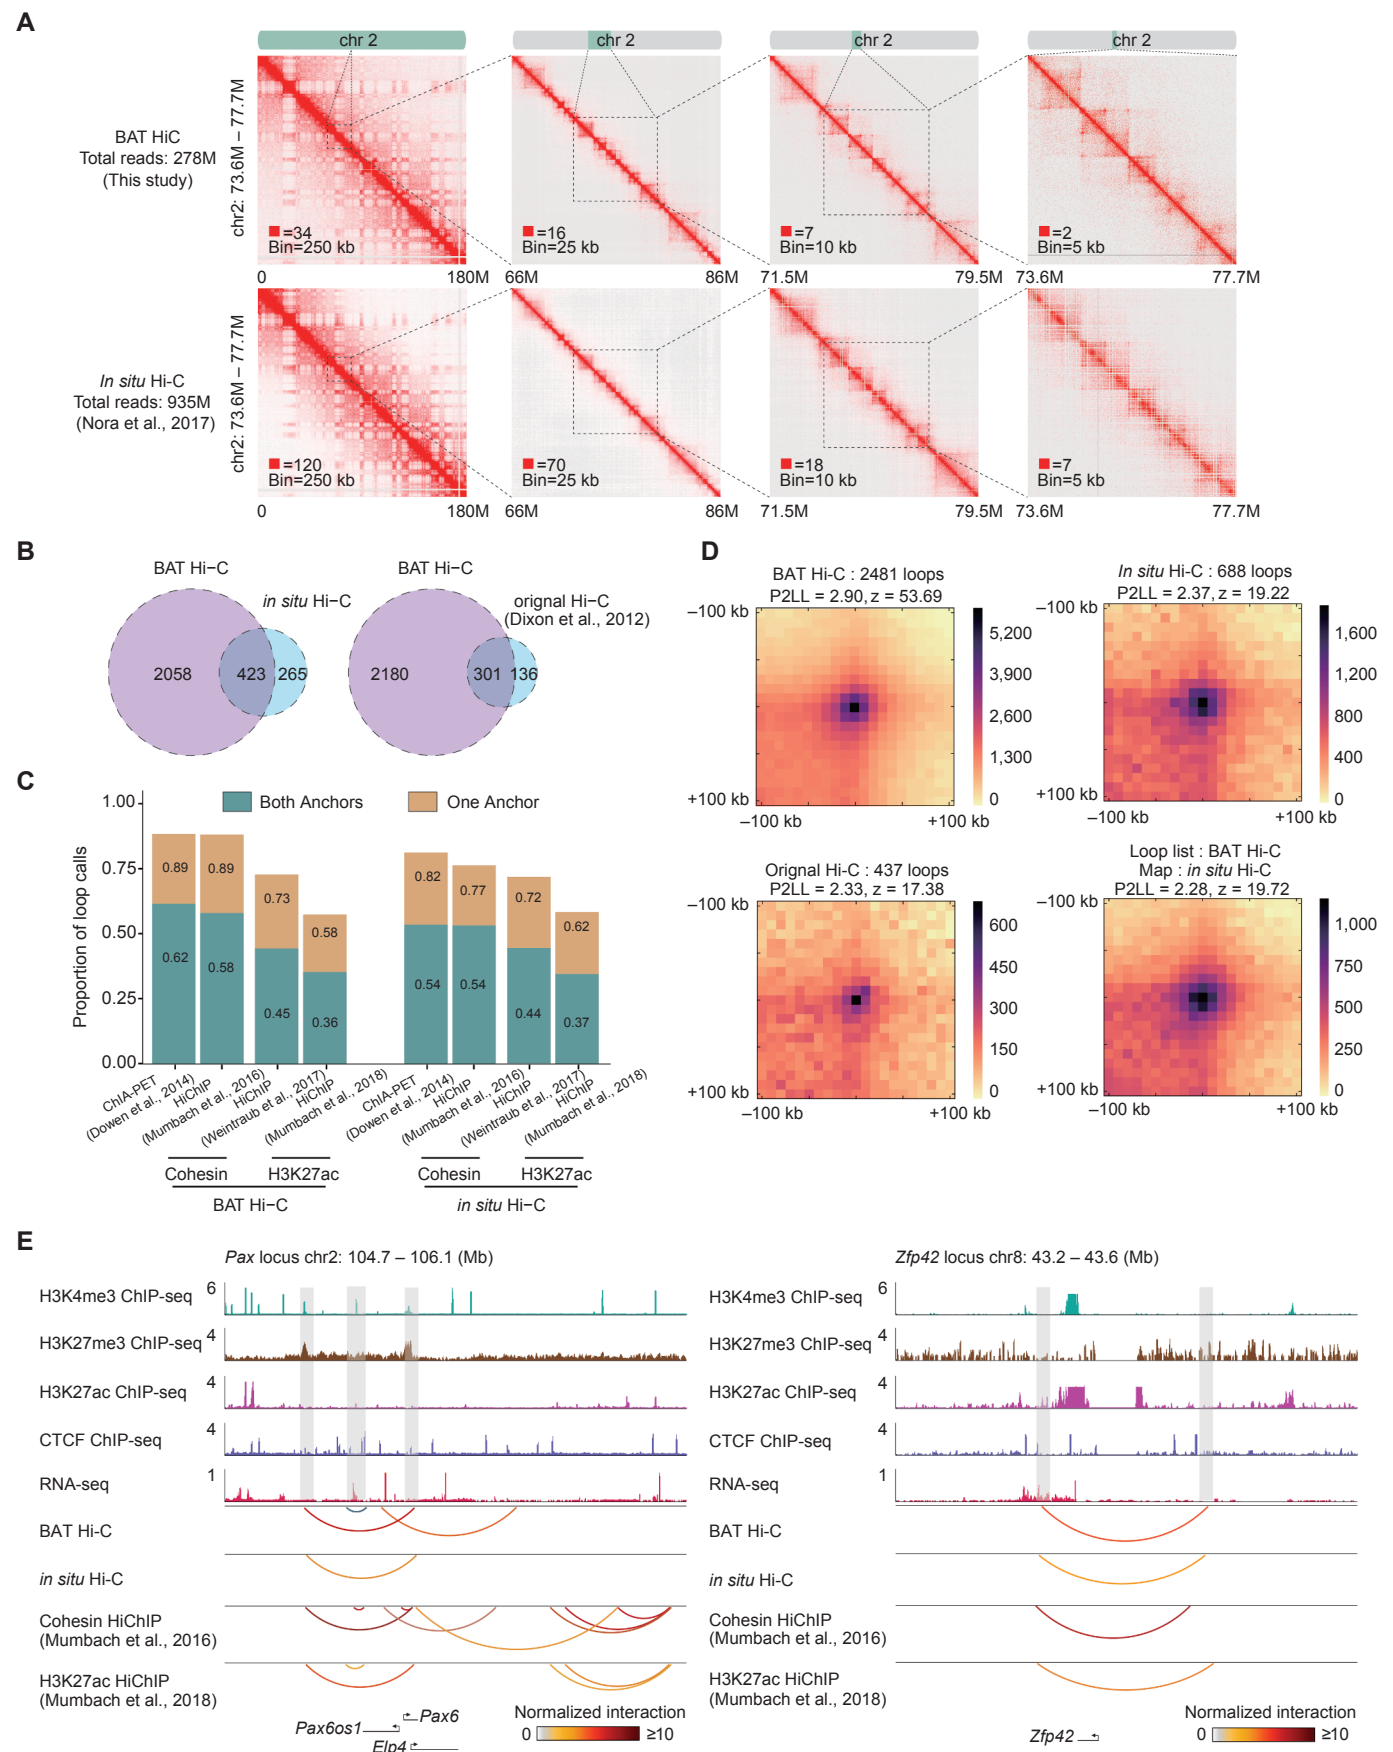 A
chr 2
chr 2
chr 2
chr 2
BAT HiC
Total reads: 278M
(This study)
chr2: 73.6M – 77.7M
=34
Bin=250 kb
=16
Bin=25 kb
=7
Bin=10 kb
=2
Bin=5 kb
0
180M
66M
86M
71.5M
79.5M
73.6M
77.7M
In situ Hi-C
Total reads: 935M
(Nora et al., 2017)
chr2: 73.6M – 77.7M
=120
Bin=250 kb
=70
Bin=25 kb
=18
Bin=10 kb
=7
Bin=5 kb
0
180M
66M
86M
71.5M
79.5M
73.6M
77.7M
B
BAT Hi−C
in situ Hi−C
2058
423
265
BAT Hi−C
orignal Hi-C
(Dixon et al., 2012)
2180
301
136
C
Proportion of loop calls
1.00
0.75
0.50
0.25
0.00
Both Anchors
One Anchor
0.89
0.89
0.73
0.58
0.62
0.58
0.45
0.36
0.82
0.77
0.72
0.62
0.54
0.54
0.44
0.37
ChIA-PET
(Dowen et al., 2014)
HiChIP
(Mumbach et al., 2016)
HiChIP
(Weintraub et al., 2017)
HiChIP
(Mumbach et al., 2018)
ChIA-PET
(Dowen et al., 2014)
HiChIP
(Mumbach et al., 2016)
HiChIP
(Weintraub et al., 2017)
HiChIP
(Mumbach et al., 2018)
Cohesin
H3K27ac
Cohesin
H3K27ac
BAT Hi−C
in situ Hi−C
D
BAT Hi-C : 2481 loops
P2LL = 2.90, z = 53.69
−100 kb
+100 kb
−100 kb
+100 kb
5,200
3,900
2,600
1,300
0
In situ Hi-C : 688 loops
P2LL = 2.37, z = 19.22
−100 kb
+100 kb
−100 kb
+100 kb
1,600
1,200
800
400
0
Orignal Hi-C : 437 loops
P2LL = 2.33, z = 17.38
−100 kb
+100 kb
−100 kb
+100 kb
600
450
300
150
0
Loop list : BAT Hi-C
Map : in situ Hi-C
P2LL = 2.28, z = 19.72
−100 kb
+100 kb
−100 kb
+100 kb
1,000
750
500
250
0
E
Pax locus chr2: 104.7 – 106.1 (Mb)
H3K4me3 ChIP-seq
6
H3K27me3 ChIP-seq
4
H3K27ac ChIP-seq
4
CTCF ChIP-seq
4
RNA-seq
1
BAT Hi-C
in situ Hi-C
Cohesin HiChIP
(Mumbach et al., 2016)
H3K27ac HiChIP
(Mumbach et al., 2018)
Pax6os1
Pax6
Elp4
Normalized interaction
0
≥10
Zfp42 locus chr8: 43.2 – 43.6 (Mb)
H3K4me3 ChIP-seq
6
H3K27me3 ChIP-seq
4
H3K27ac ChIP-seq
4
CTCF ChIP-seq
4
RNA-seq
1
BAT Hi-C
in situ Hi-C
Cohesin HiChIP
(Mumbach et al., 2016)
H3K27ac HiChIP
(Mumbach et al., 2018)
Zfp42
Normalized interaction
0
≥10